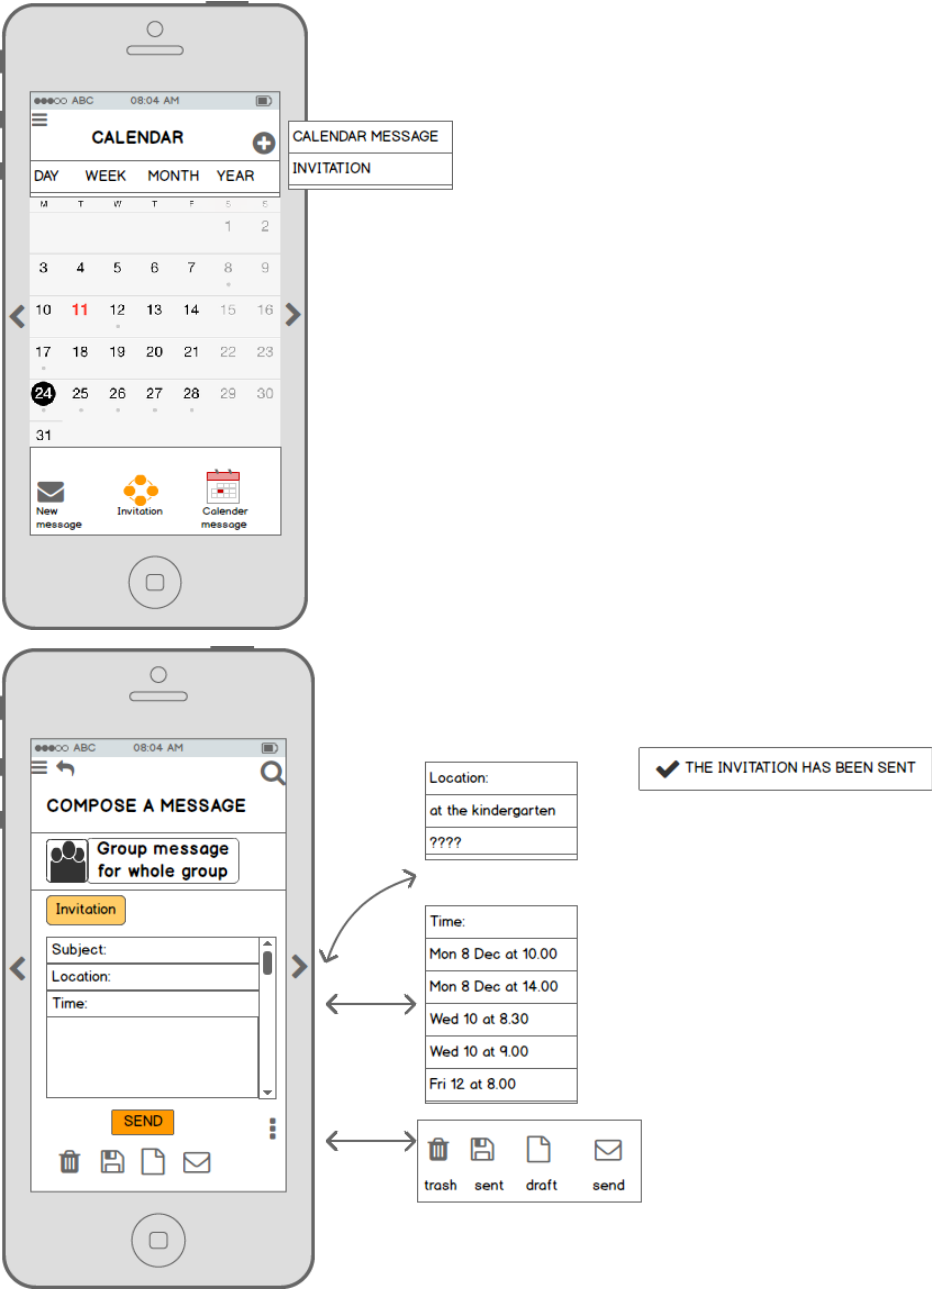 ABC 08:04 AM
CALENDAR
CALENDAR MESSAGE
INVITATION
DAY WEEK MONTH YEAR
M T W T F S S
1 2
3 4 5 6 7 8 9
10 11 12 13 14 15 16
17 18 19 20 21 22 23
24 25 26 27 28 29 30
31
New
message
Invitation
Calender
message
ABC 08:04 AM
COMPOSE A MESSAGE
Group message
for whole group
Invitation
Subject:
Location:
Time:
SEND
Location:
at the kindergarten
????
Time:
Mon 8 Dec at 10.00
Mon 8 Dec at 14.00
Wed 10 at 8.30
Wed 10 at 9.00
Fri 12 at 8.00
trash sent draft send
THE INVITATION HAS BEEN SENT